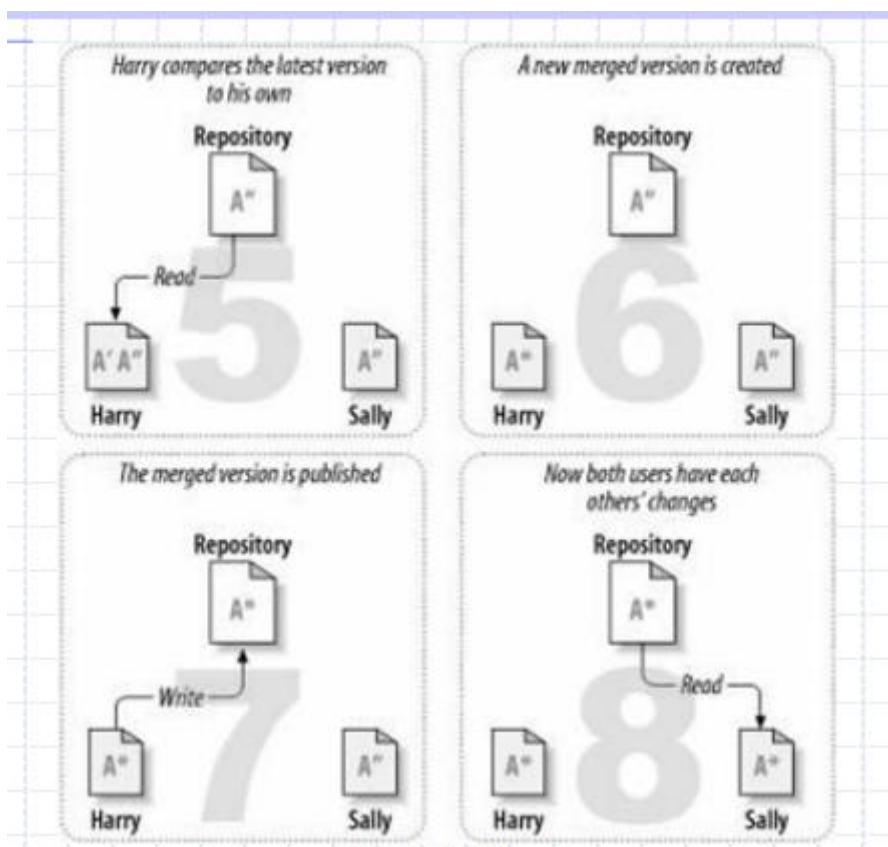 Harry compares the latest version
to his own
Repository
A"
Read
5
A' A"
A"
Harry
Sally
A new merged version is created
Repository
A"
6
A*
A"
Harry
Sally
The merged version is published
Repository
A*
Write
7
A*
A"
Harry
Sally
Now both users have each
others' changes
Repository
A*
Read
8
A*
A*
Harry
Sally